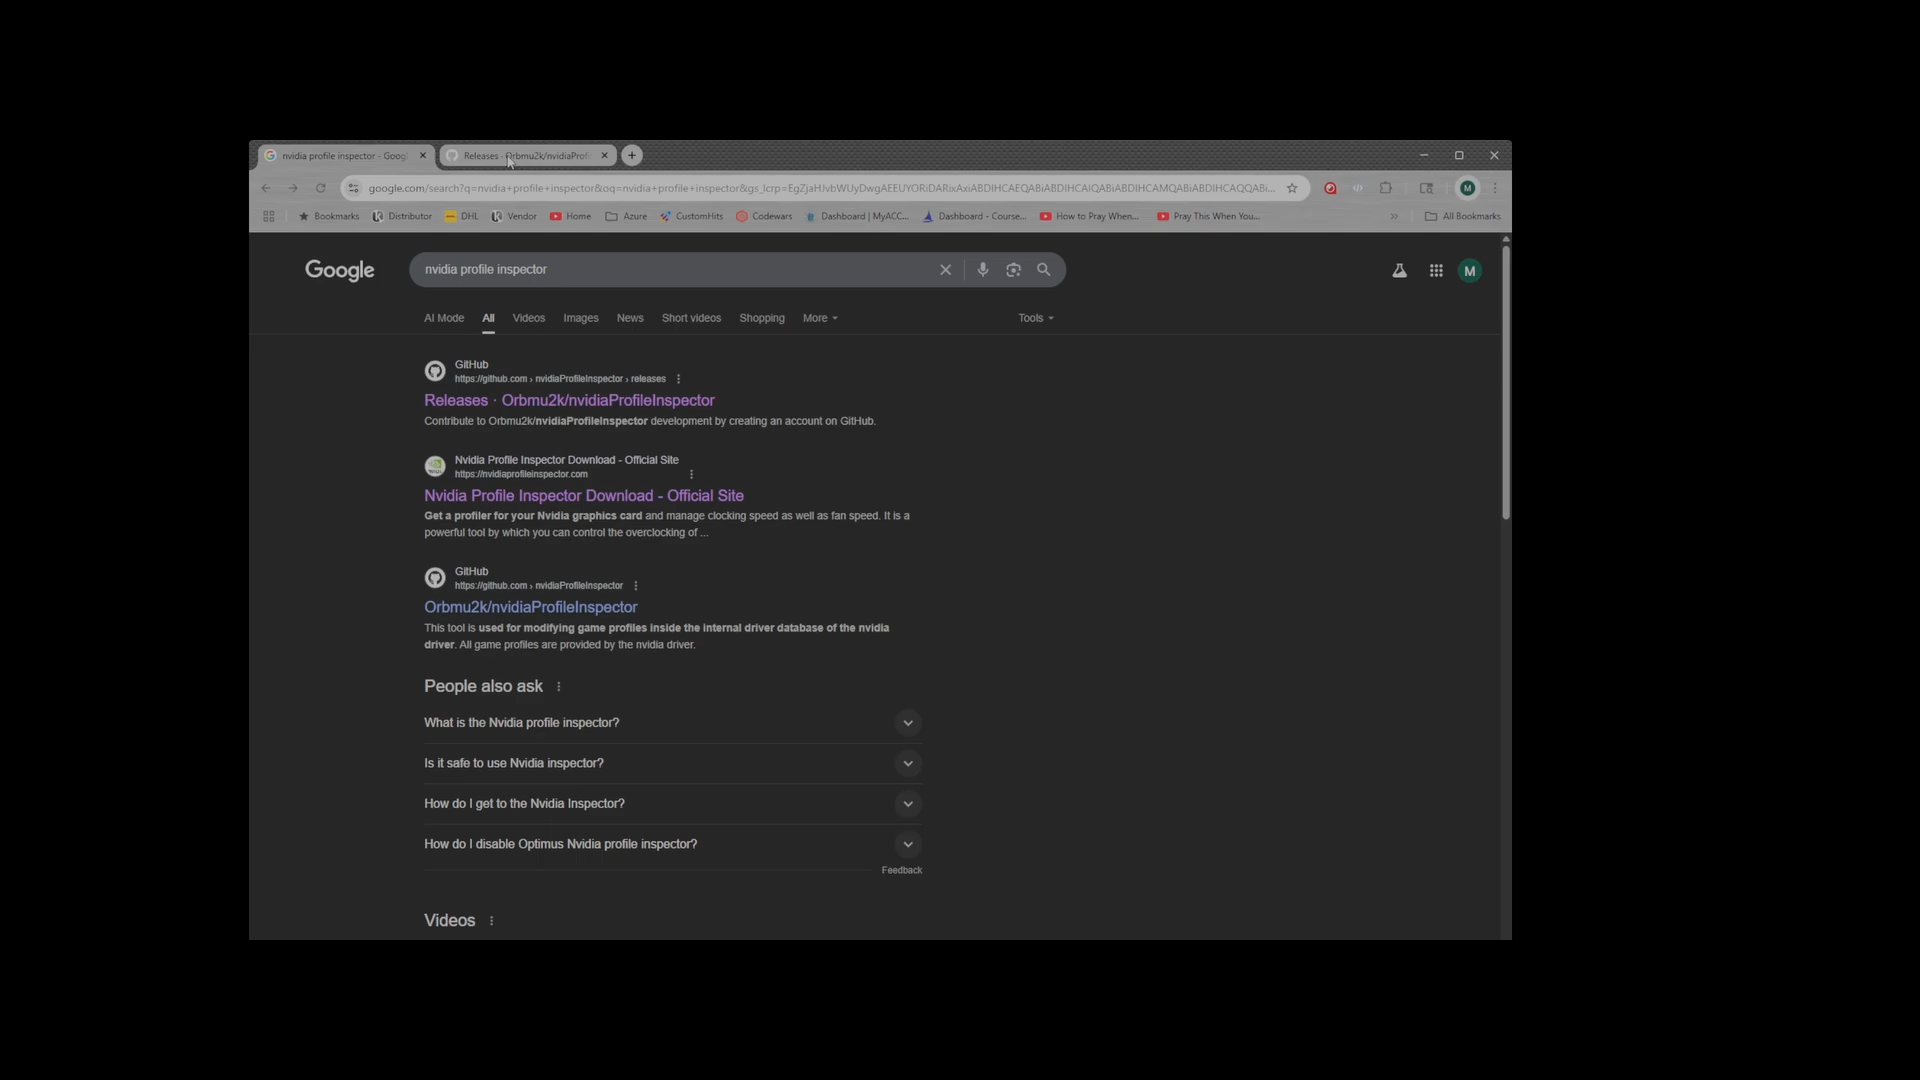 nvidia profile inspector - Goog
Releases · Orbmu2k/nvidiaProfi
google.com/search?q=nvidia+profile+inspector&oq=nvidia+profile+inspector&gs_lcrp=EgZjaHJvbWUyDwgAEEUYORiDARixAxiABDIHCAEQABiABDIHCAIQABiABDIHCAMQABiABDIHCAQQABi...
M
Bookmarks Distributor DHL Vendor Home Azure CustomHits Codewars Dashboard | MyACC... Dashboard - Course... How to Pray When... Pray This When You... » All Bookmarks
Google
nvidia profile inspector
M
AI Mode All Videos Images News Short videos Shopping More Tools
GitHub
https://github.com › nvidiaProfileInspector › releases
Releases · Orbmu2k/nvidiaProfileInspector
Contribute to Orbmu2k/nvidiaProfileInspector development by creating an account on GitHub.
Nvidia Profile Inspector Download - Official Site
https://nvidiaprofileinspector.com
Nvidia Profile Inspector Download - Official Site
Get a profiler for your Nvidia graphics card and manage clocking speed as well as fan speed. It is a
powerful tool by which you can control the overclocking of ...
GitHub
https://github.com › nvidiaProfileInspector
Orbmu2k/nvidiaProfileInspector
This tool is used for modifying game profiles inside the internal driver database of the nvidia
driver. All game profiles are provided by the nvidia driver.
People also ask
What is the Nvidia profile inspector?
Is it safe to use Nvidia inspector?
How do I get to the Nvidia Inspector?
How do I disable Optimus Nvidia profile inspector?
Feedback
Videos